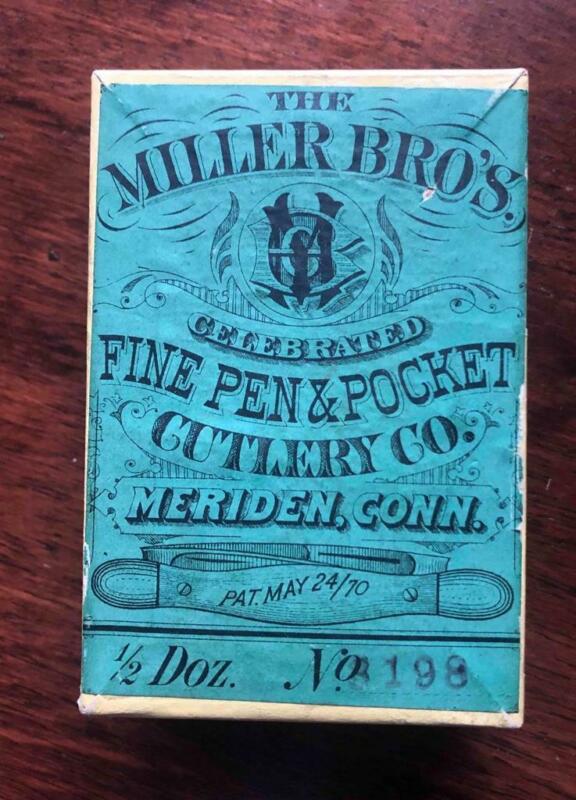 THE
MILLER BRO'S.
CELEBRATED
FINE PEN & POCKET
CUTLERY CO.
MERIDEN, CONN.
PAT. MAY 24/70
1/2 Doz. No. 3198